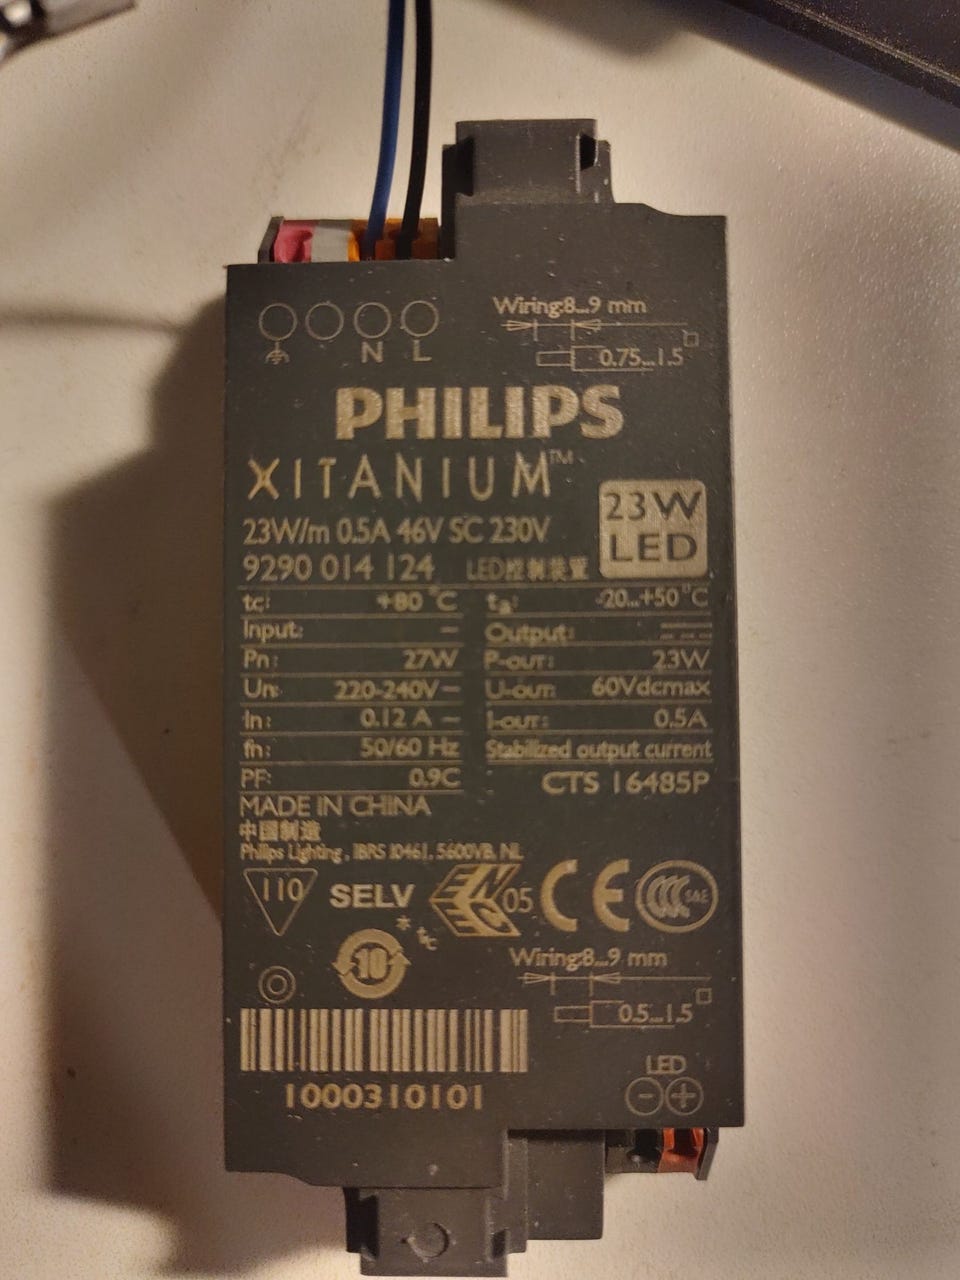 N L
Wiring:8...9 mm
0.75...1.5
PHILIPS
XITANIUM™
23W/m 0.5A 46V SC 230V
23W
LED
9290 014 124 LED控制装置
tc: +80 °C
ta: -20...+50 °C
Input: ~
Output:
Pn: 27W
P-OUT: 23W
Un: 220-240V~
U-OUT: 60Vdcmax
In: 0.12 A ~
I-OUT: 0.5A
fn: 50/60 Hz
Stabilized output current
PF: 0.9C
CTS 16485P
MADE IN CHINA
中国制造
Philips Lighting, IBRS 10461, 5600VB, NL
110
SELV
ENEC
05
CE
CCC
S&E
*tc
10
Wiring:8...9 mm
0.5...1.5
1000310101
LED
- +